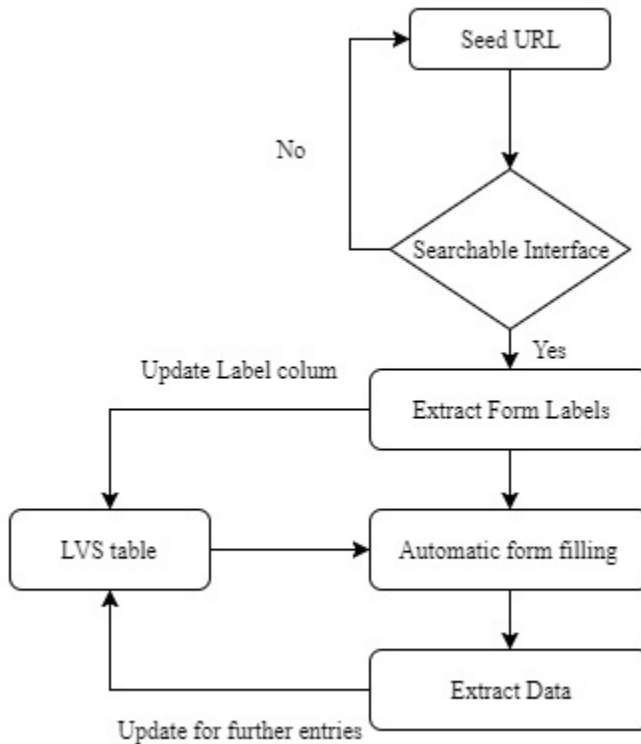 Seed URL
No
Searchable Interface
Yes
Update Label colum
Extract Form Labels
LVS table
Automatic form filling
Extract Data
Update for further entries